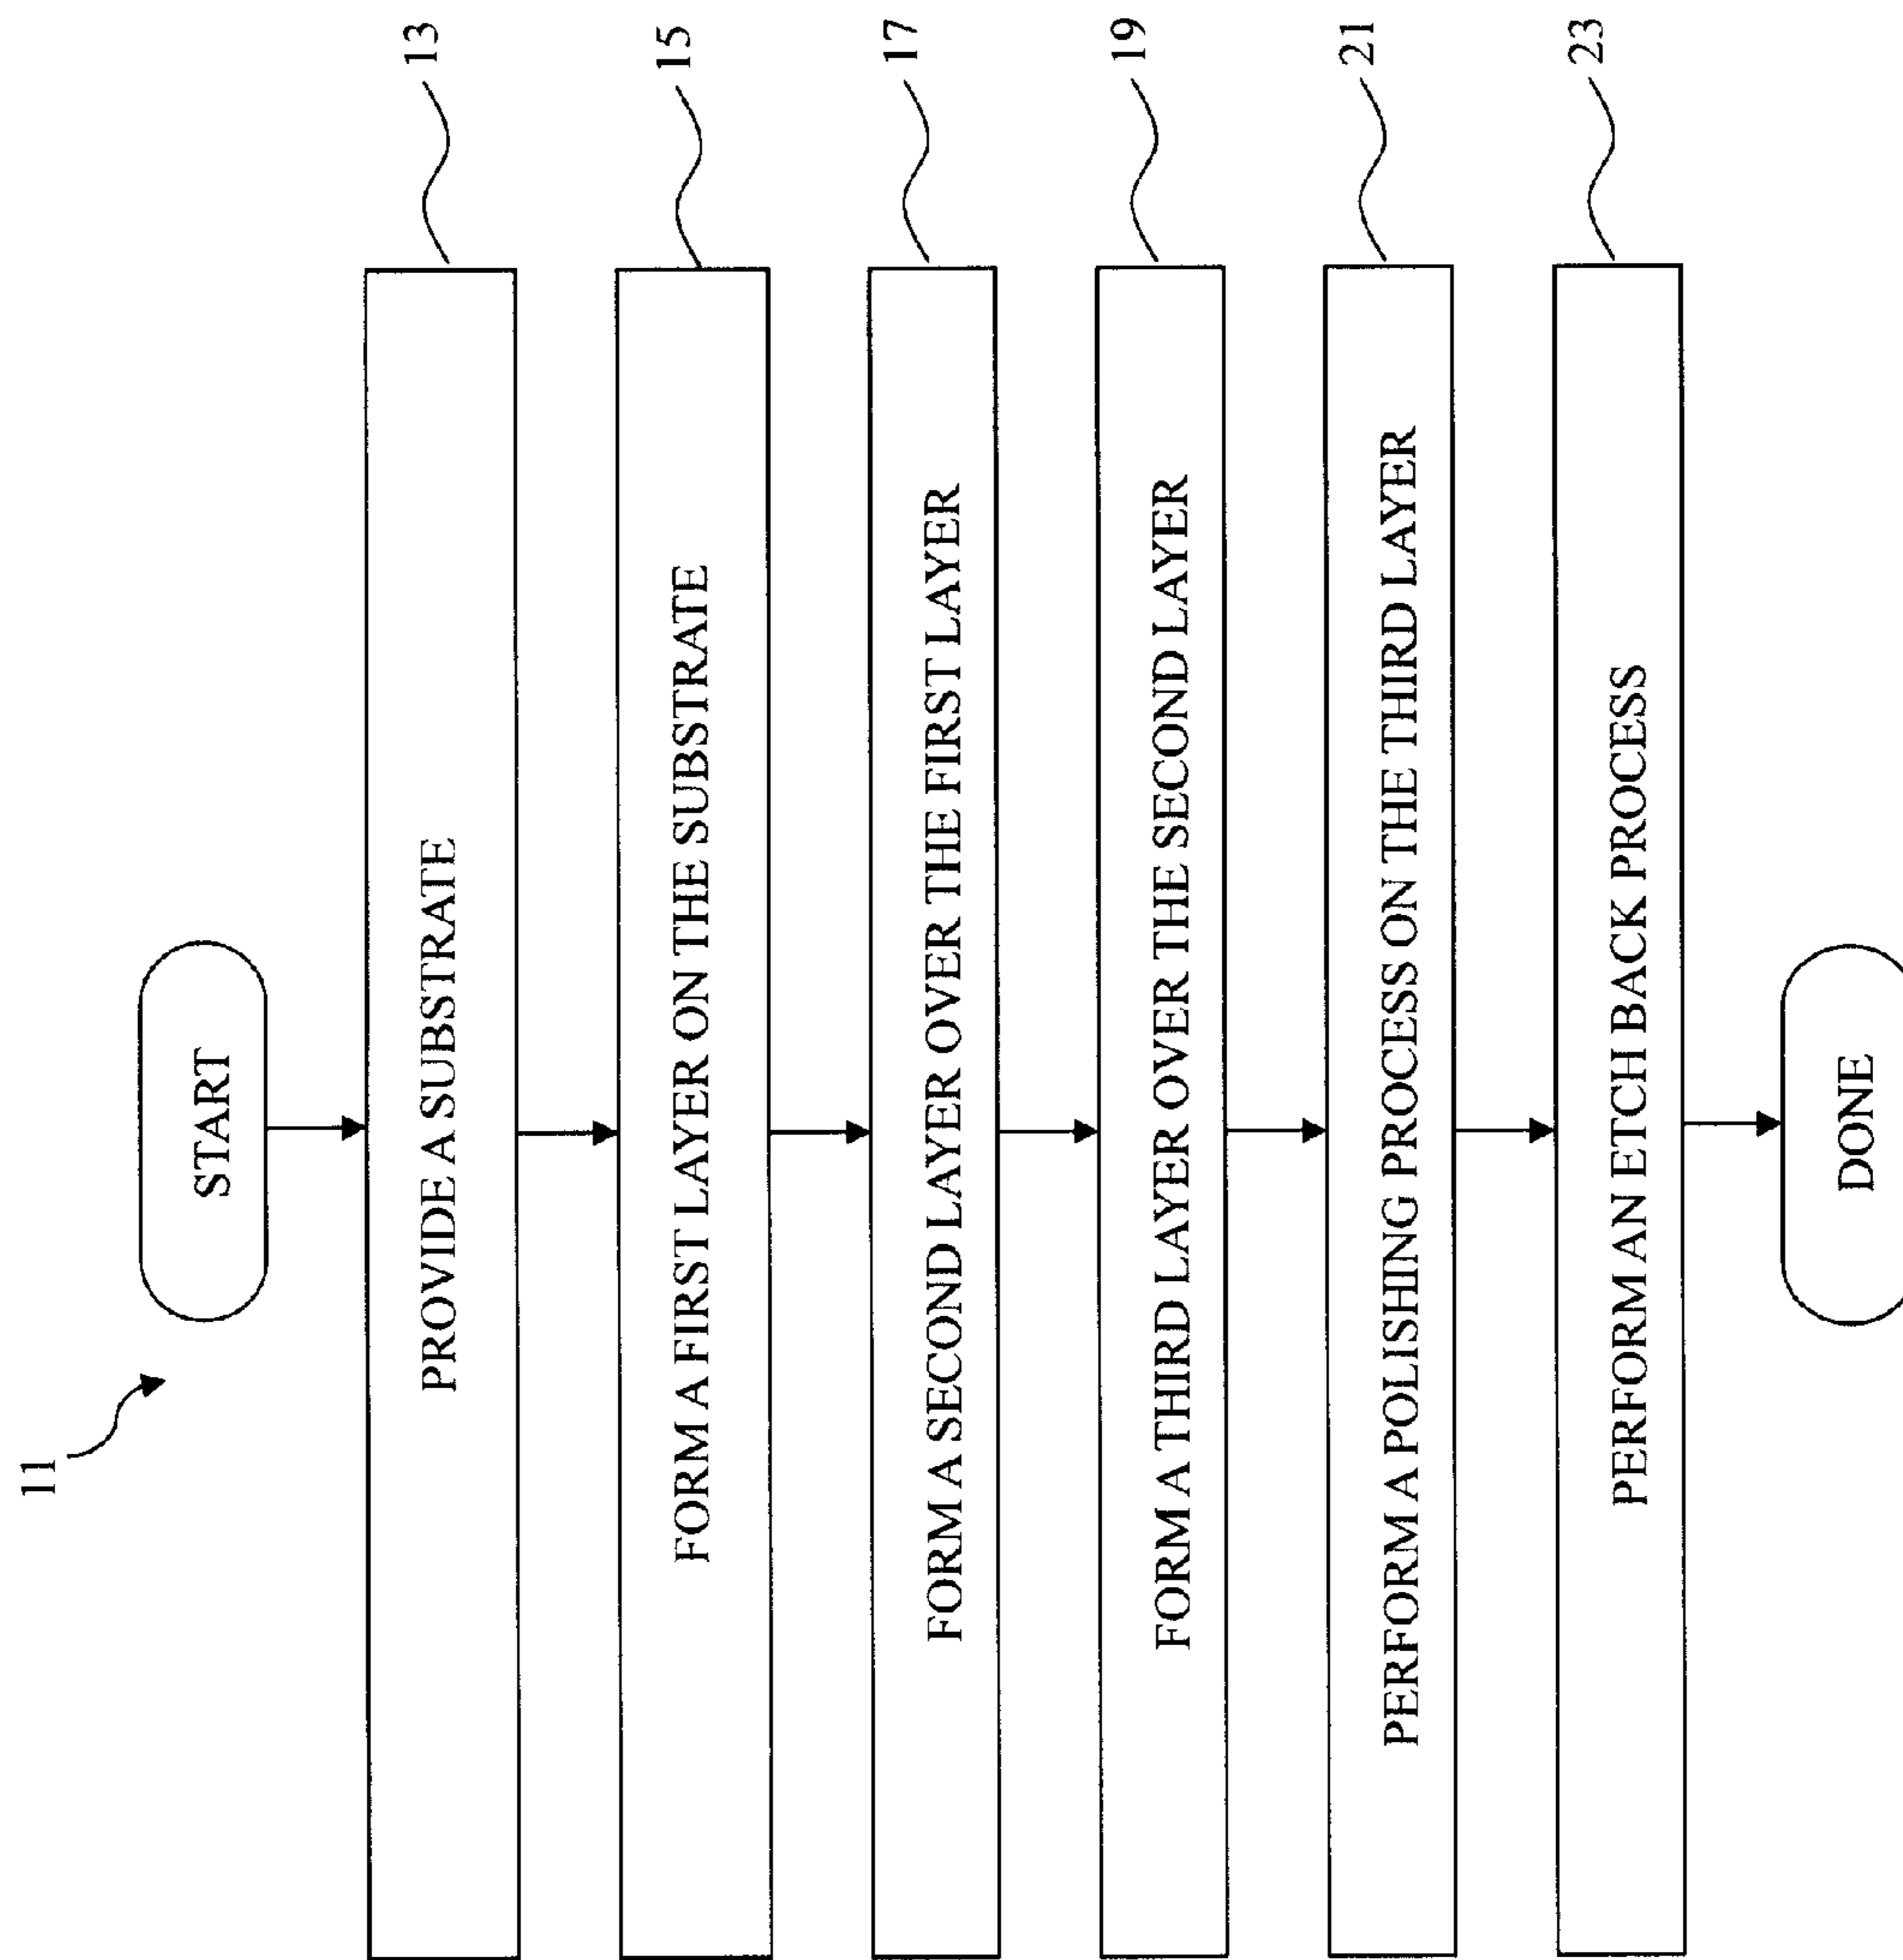 11
START
PROVIDE A SUBSTRATE
13
FORM A FIRST LAYER ON THE SUBSTRATE
15
FORM A SECOND LAYER OVER THE FIRST LAYER
17
FORM A THIRD LAYER OVER THE SECOND LAYER
19
PERFORM A POLISHING PROCESS ON THE THIRD LAYER
21
PERFORM AN ETCH BACK PROCESS
23
DONE